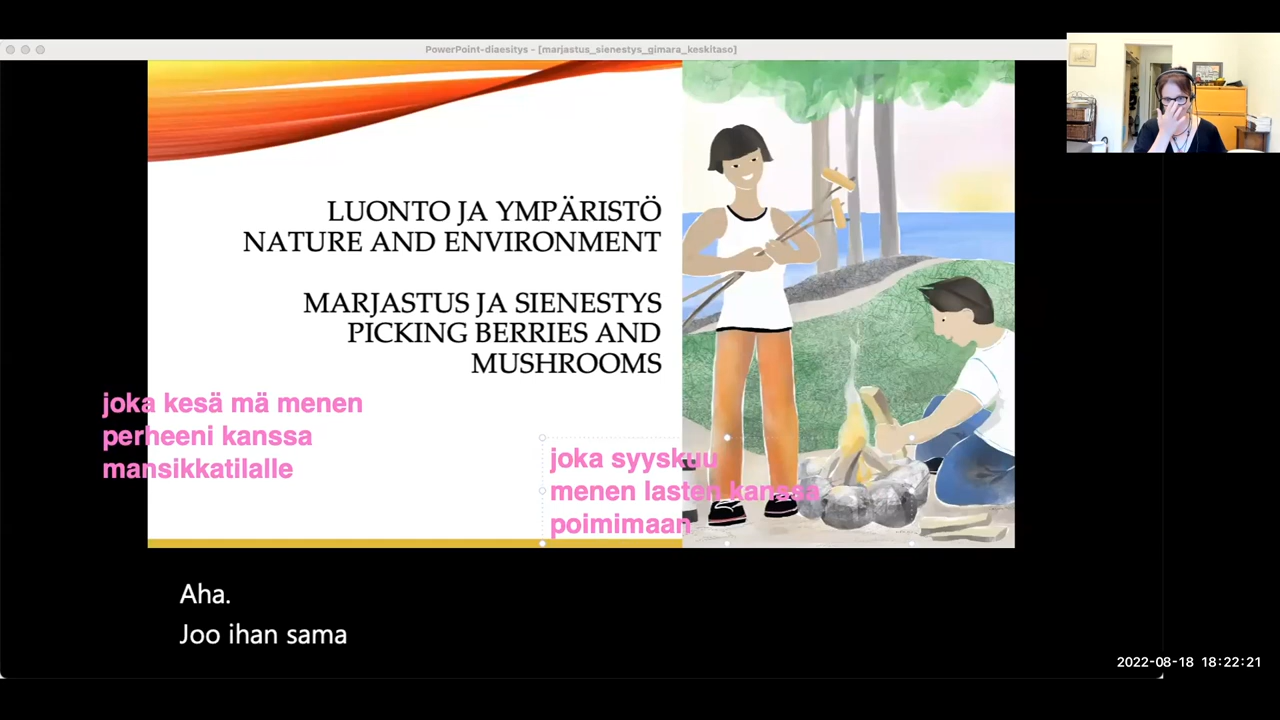 PowerPoint-diaesitys - [marjastus_sienestys_gimara_keskitaso]
LUONTO JA YMPÄRISTÖ
NATURE AND ENVIRONMENT
MARJASTUS JA SIENESTYS
PICKING BERRIES AND
MUSHROOMS
joka kesä mä menen
perheeni kanssa
mansikkatilalle
joka syyskuu
menen lasten kanssa
poimimaan
Aha.
Joo ihan sama
2022-08-18 18:22:21